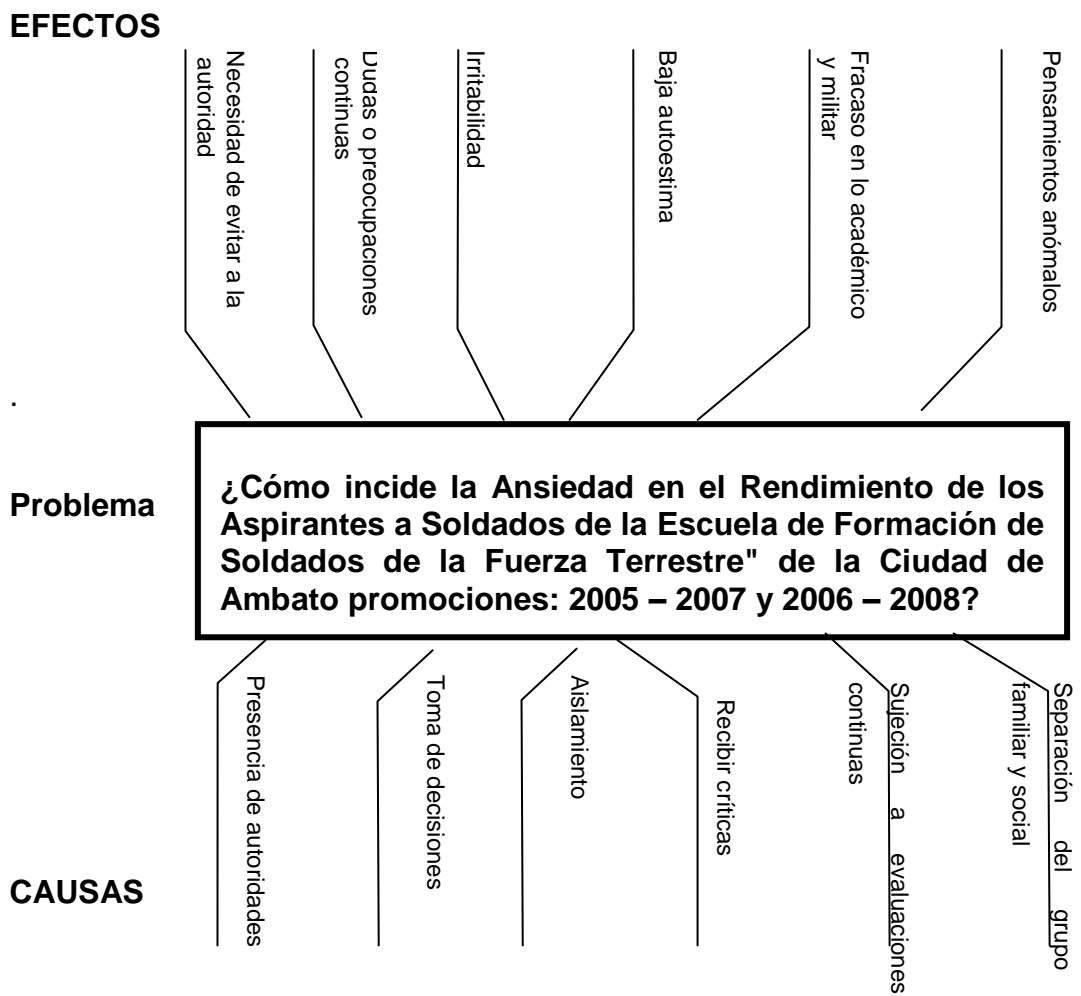 EFECTOS
Necesidad de evitar a la
autoridad
Dudas o preocupaciones
continuas
Irritabilidad
Baja autoestima
Fracaso en lo académico
y militar
Pensamientos anómalos
.
Problema
¿Cómo incide la Ansiedad en el Rendimiento de los
Aspirantes a Soldados de la Escuela de Formación de
Soldados de la Fuerza Terrestre" de la Ciudad de
Ambato promociones: 2005 – 2007 y 2006 – 2008?
Presencia de autoridades
Toma de decisiones
Aislamiento
Recibir críticas
Sujeción a evaluaciones
continuas
Separación del grupo
familiar y social
CAUSAS